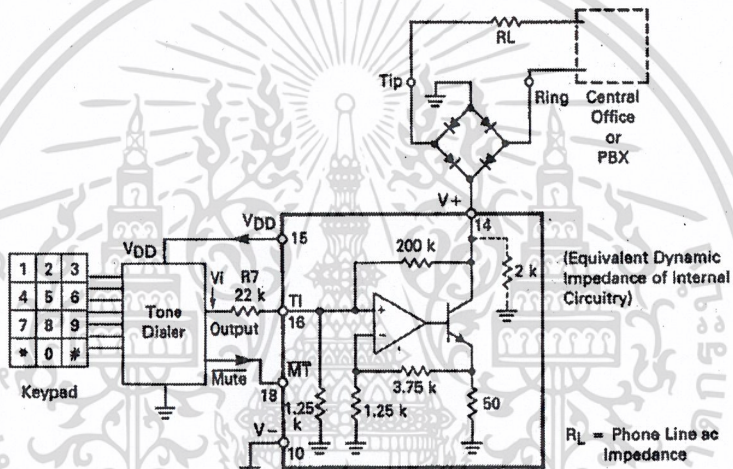 RL
Tip
Ring
Central
Office
or
PBX
V+
14
VDD
15
VDD
200 k
2 k
(Equivalent Dynamic
Impedance of Internal
Circuitry)
1 2 3
4 5 6
7 8 9
* 0 #
Keypad
Tone
Dialer
Vi
R7
22 k
Output
TI
16
+
−
Mute
MT
18
3.75 k
1.25
k
1.25 k
50
V-
10
RL = Phone Line ac
Impedance